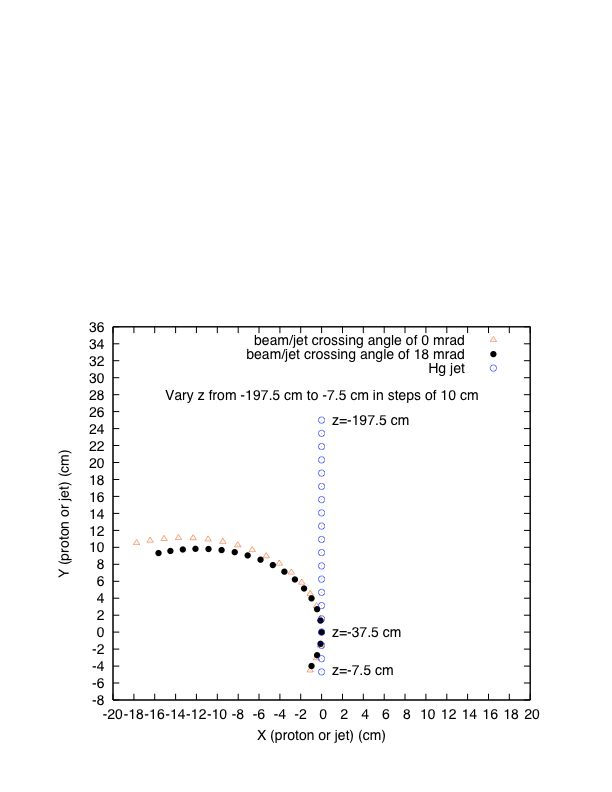 36
beam/jet crossing angle of 0 mrad
34
beam/jet crossing angle of 18 mrad
32
Hg jet
30
28
Vary z from -197.5 cm to -7.5 cm in steps of 10 cm
26
z=-197.5 cm
24
22
20
18
16
14
12
10
8
6
4
2
0
z=-37.5 cm
-2
-4
z=-7.5 cm
-6
-8
Y (proton or jet) (cm)
-20 -18 -16 -14 -12 -10 -8 -6 -4 -2 0 2 4 6 8 10 12 14 16 18 20
X (proton or jet) (cm)